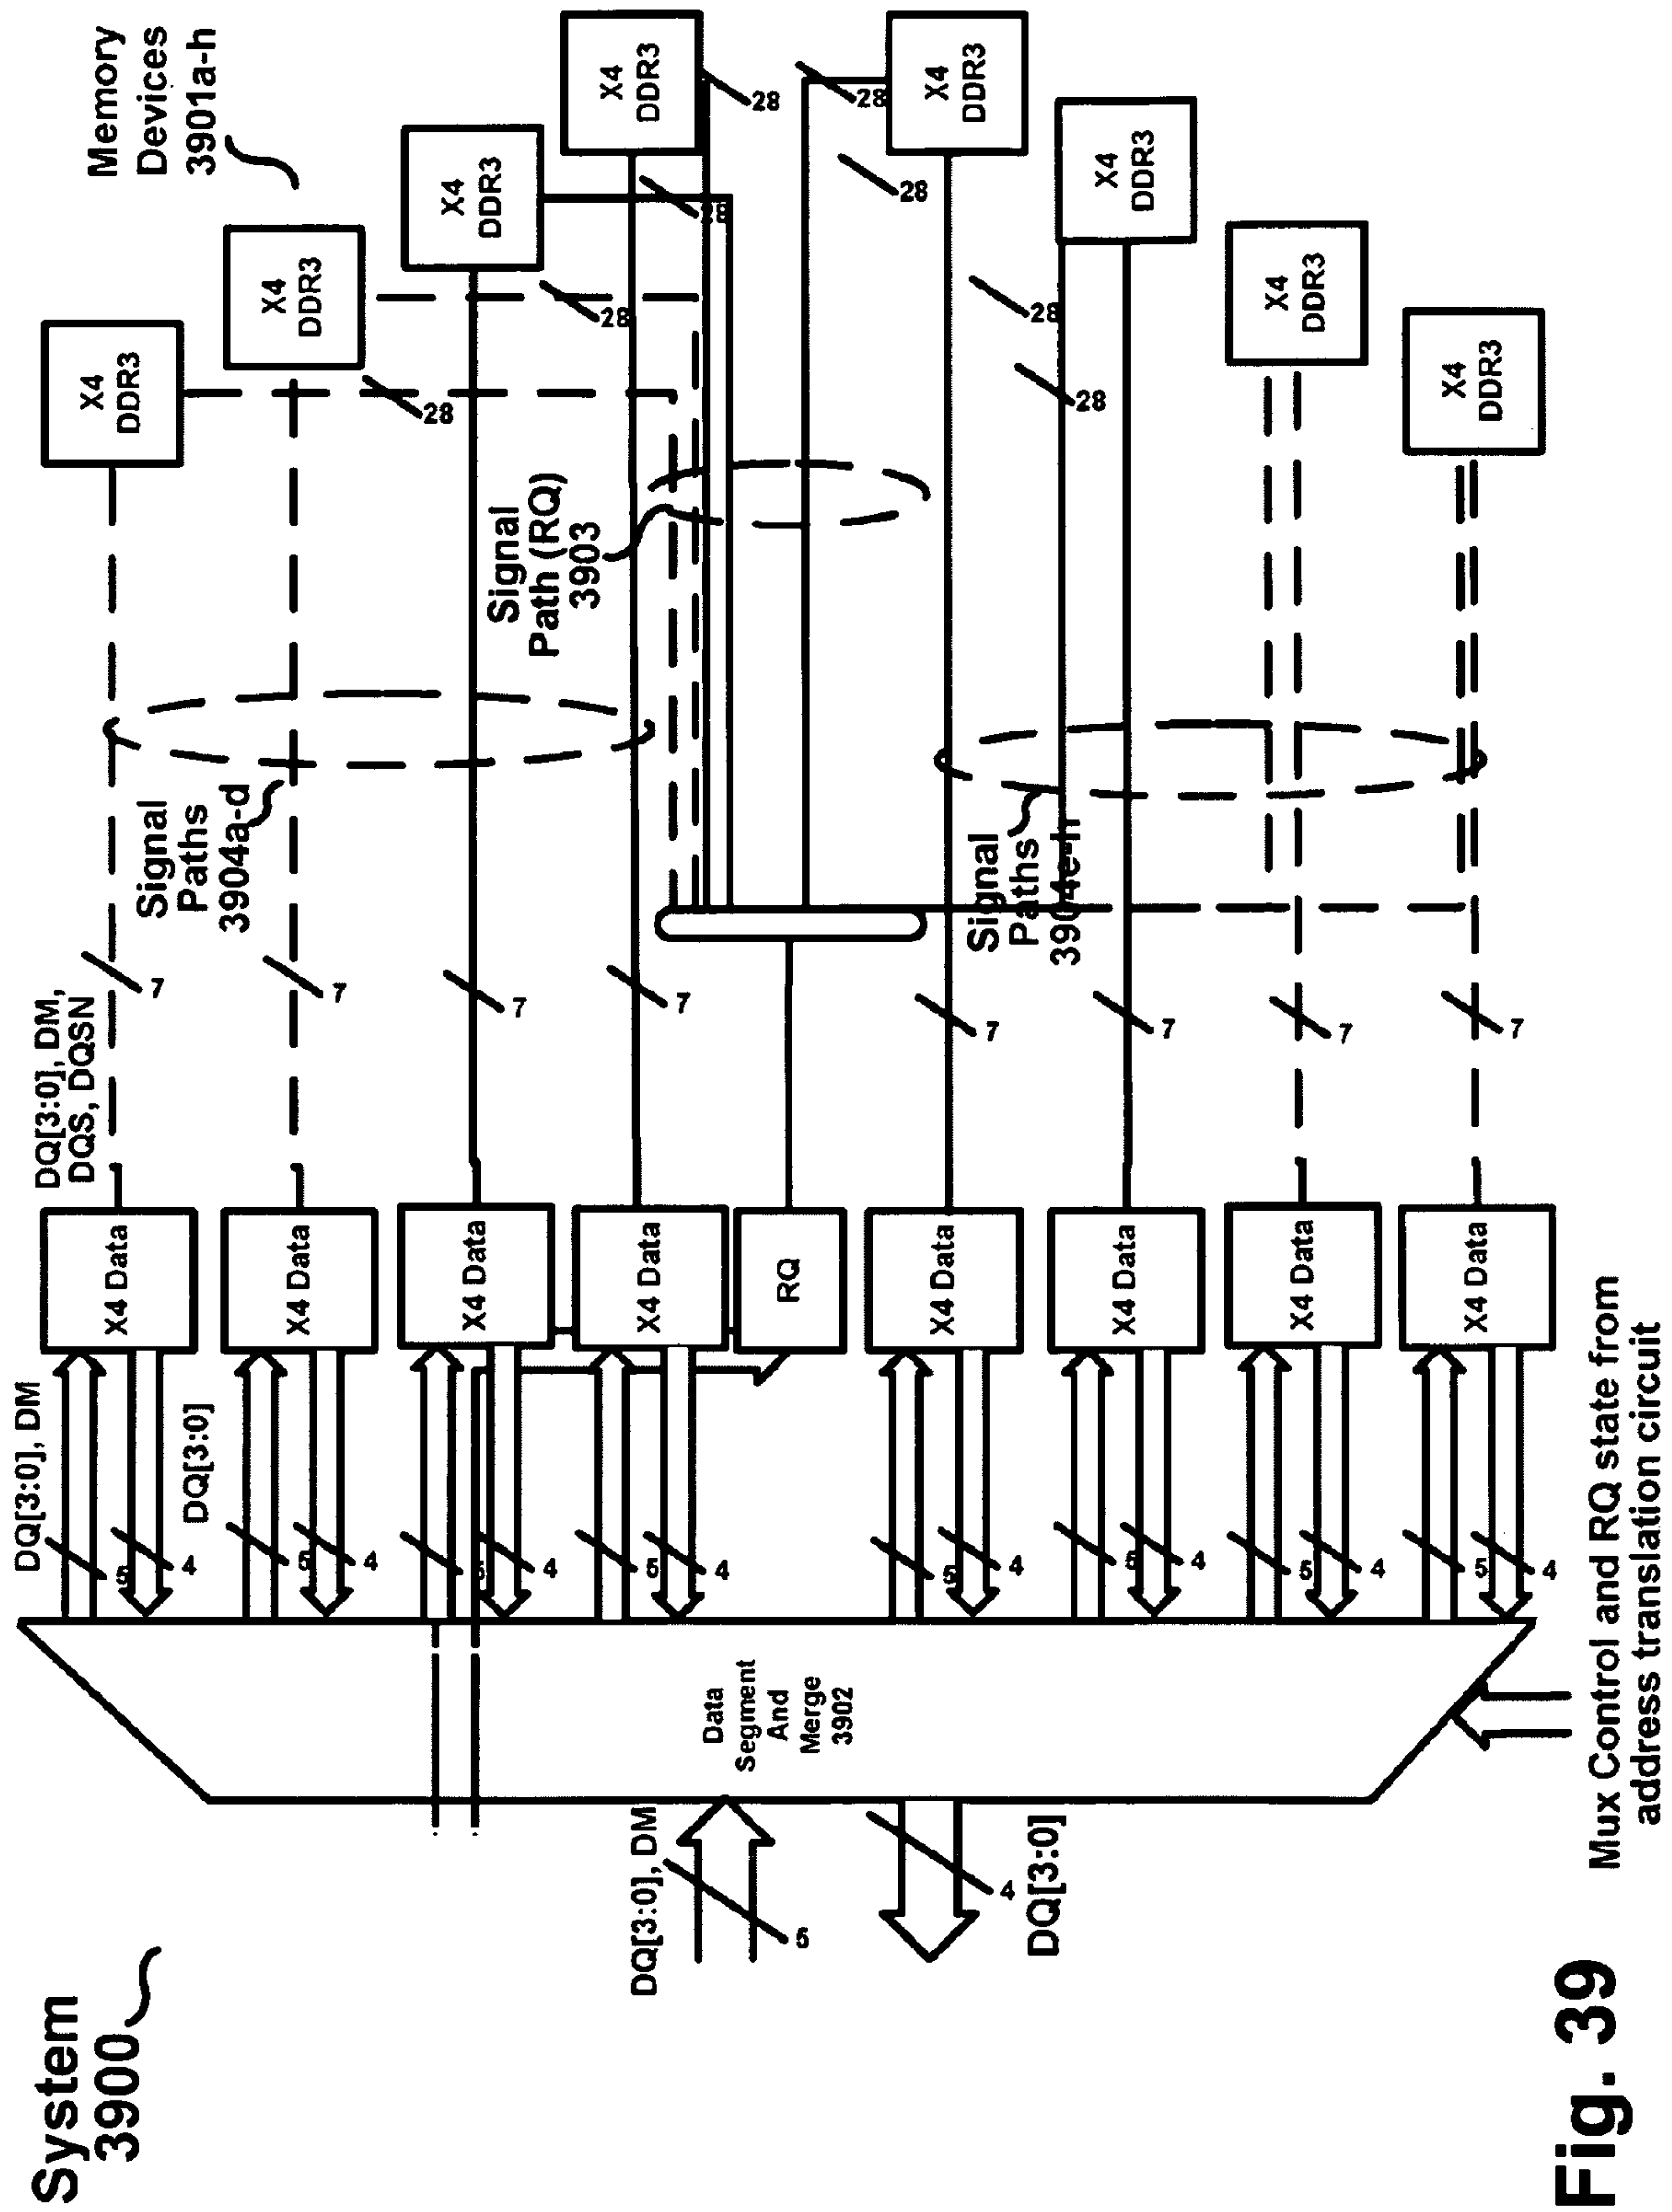 System
3900
Memory
Devices
3901a-h
X4
DDR3
X4
DDR3
X4
DDR3
X4
DDR3
X4
DDR3
X4
DDR3
X4
DDR3
X4
DDR3
28
28
28
28
28
28
28
28
Signal
Path (RQ)
3903
Signal
Paths
3904a-d
Signal
Paths
3904e-h
7
7
7
7
7
7
7
7
DQ[3:0], DM,
DQS, DQSN
X4 Data
X4 Data
X4 Data
X4 Data
RQ
X4 Data
X4 Data
X4 Data
X4 Data
DQ[3:0], DM
DQ[3:0]
5
4
5
4
5
4
5
4
5
4
5
4
5
4
5
4
Data
Segment
And
Merge
3902
DQ[3:0], DM
5
4
DQ[3:0]
Mux Control and RQ state from
address translation circuit
Fig. 39